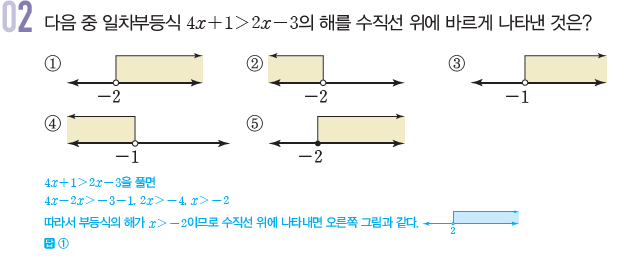 02 다음 중 일차부등식 4x+1>2x-3의 해를 수직선 위에 바르게 나타낸 것은?
① -2 ② -2 ③ -1
④ -1 ⑤ -2
4x+1>2x-3을 풀면
4x-2x>-3-1, 2x>-4, x>-2
따라서 부등식의 해가 x>-2이므로 수직선 위에 나타내면 오른쪽 그림과 같다. 2
답 ①